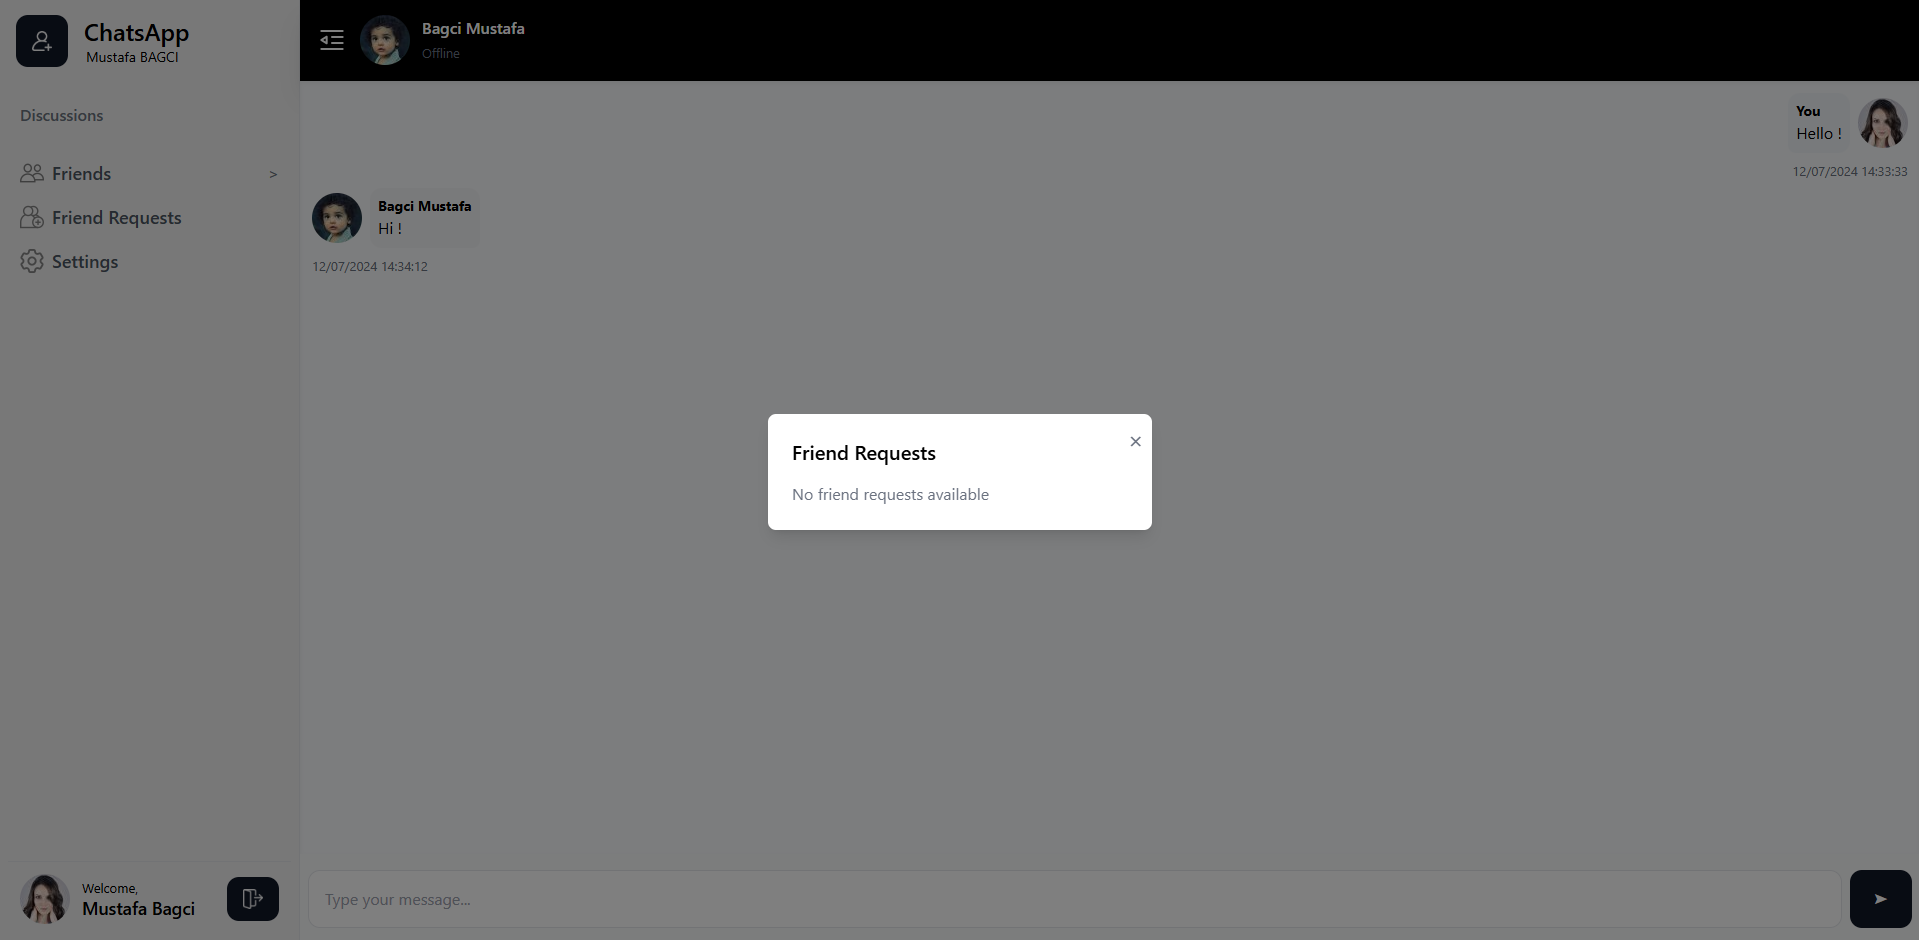 ChatsApp
Mustafa BAGCI
Discussions
Friends >
Friend Requests
Settings
Welcome,
Mustafa Bagci
Bagci Mustafa
Offline
You
Hello !
12/07/2024 14:33:33
Bagci Mustafa
Hi !
12/07/2024 14:34:12
Friend Requests
No friend requests available
Type your message...